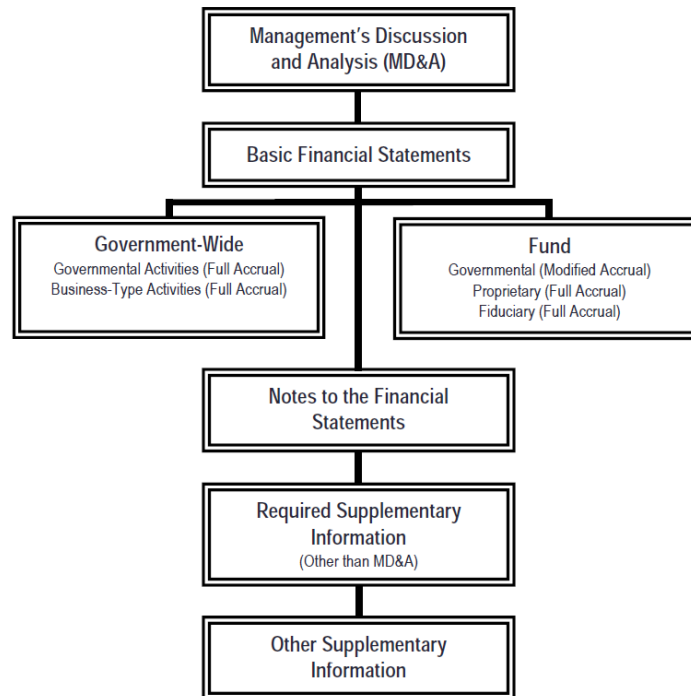 Management’s Discussion
and Analysis (MD&A)
Basic Financial Statements
Government-Wide
Governmental Activities (Full Accrual)
Business-Type Activities (Full Accrual)
Fund
Governmental (Modified Accrual)
Proprietary (Full Accrual)
Fiduciary (Full Accrual)
Notes to the Financial
Statements
Required Supplementary
Information
(Other than MD&A)
Other Supplementary
Information